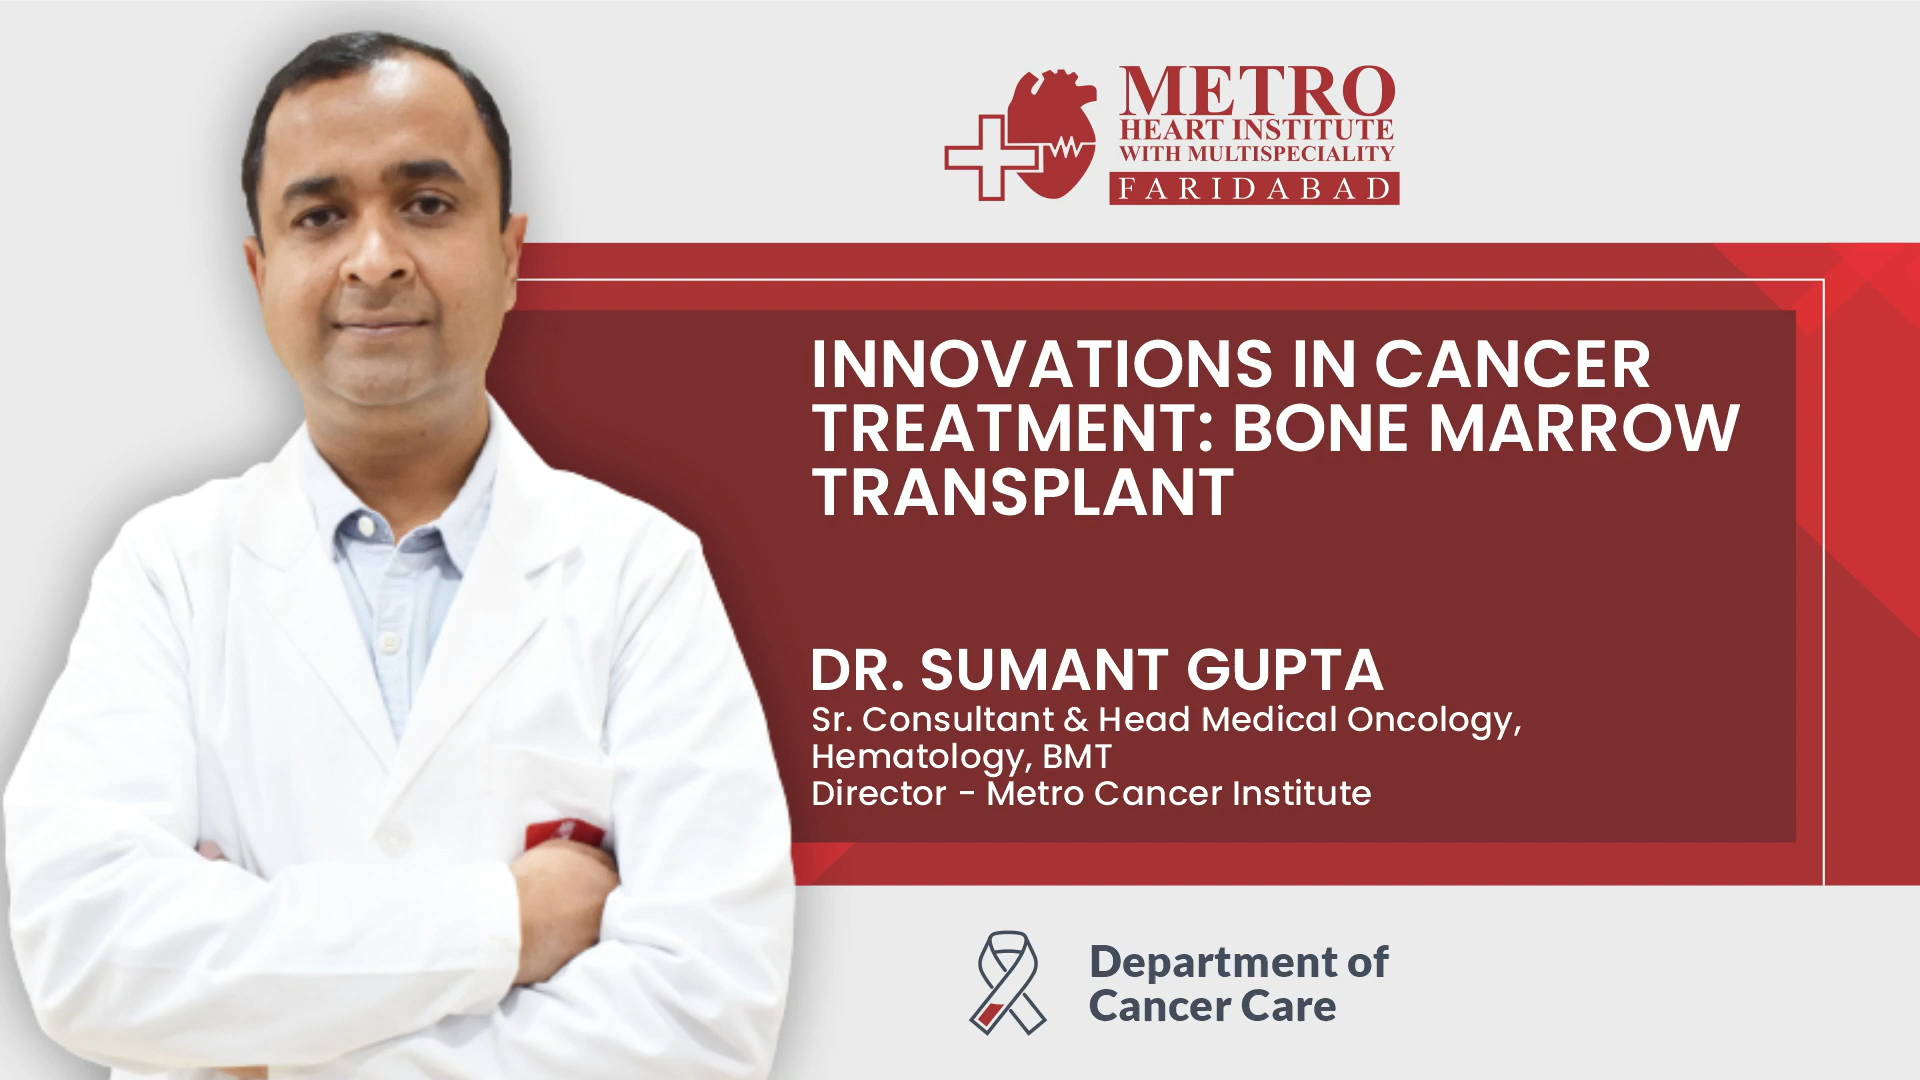 METRO
HEART INSTITUTE
WITH MULTISPECIALITY
FARIDABAD
INNOVATIONS IN CANCER
TREATMENT: BONE MARROW
TRANSPLANT
DR. SUMANT GUPTA
Sr. Consultant & Head Medical Oncology,
Hematology, BMT
Director - Metro Cancer Institute
Department of
Cancer Care